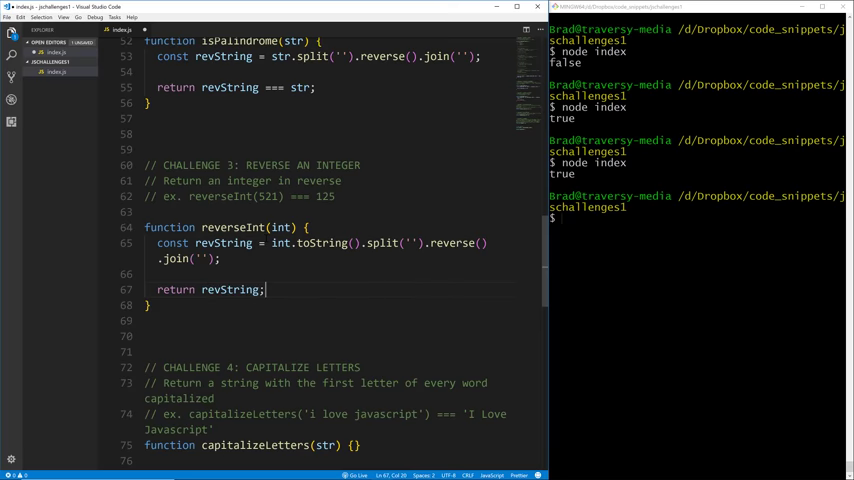 index.js - jschallenges1 - Visual Studio Code
File Edit Selection View Go Debug Tasks Help
EXPLORER
OPEN EDITORS 1 UNSAVED
index.js
JSCHALLENGES1
index.js
index.js
52 function isPalindrome(str) {
53 const revString = str.split('').reverse().join('');
54
55 return revString === str;
56 }
57
58
59
60 // CHALLENGE 3: REVERSE AN INTEGER
61 // Return an integer in reverse
62 // ex. reverseInt(521) === 125
63
64 function reverseInt(int) {
65 const revString = int.toString().split('').reverse()
.join('');
66
67 return revString;
68 }
69
70
71
72 // CHALLENGE 4: CAPITALIZE LETTERS
73 // Return a string with the first letter of every word
capitalized
74 // ex. capitalizeLetters('i love javascript') === 'I Love
Javascript'
75 function capitalizeLetters(str) {}
76
0 0 Go Live Ln 67, Col 20 Spaces: 2 UTF-8 CRLF JavaScript Prettier
MINGW64:/d/Dropbox/code_snippets/jschallenges1
Brad@traversy-media /d/Dropbox/code_snippets/j
schallenges1
$ node index
false
Brad@traversy-media /d/Dropbox/code_snippets/j
schallenges1
$ node index
true
Brad@traversy-media /d/Dropbox/code_snippets/j
schallenges1
$ node index
true
Brad@traversy-media /d/Dropbox/code_snippets/j
schallenges1
$